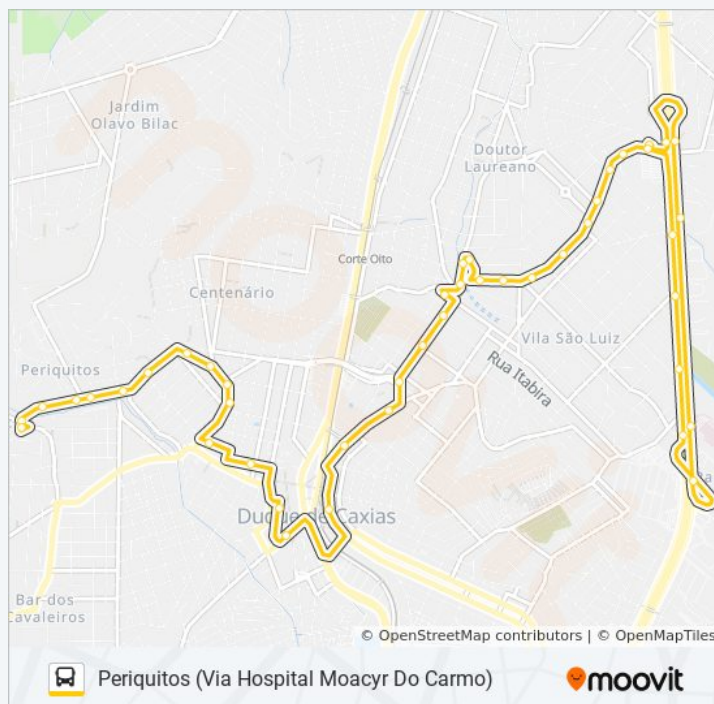 Jardim
Olavo Bilac
Doutor
Laureano
Corte Oito
Centenário
Vila São Luiz
Periquitos
Rua Itabira
Duque de Caxias
Bar dos
Cavaleiros
© OpenStreetMap contributors | © OpenMapTiles
Periquitos (Via Hospital Moacyr Do Carmo)
moovit